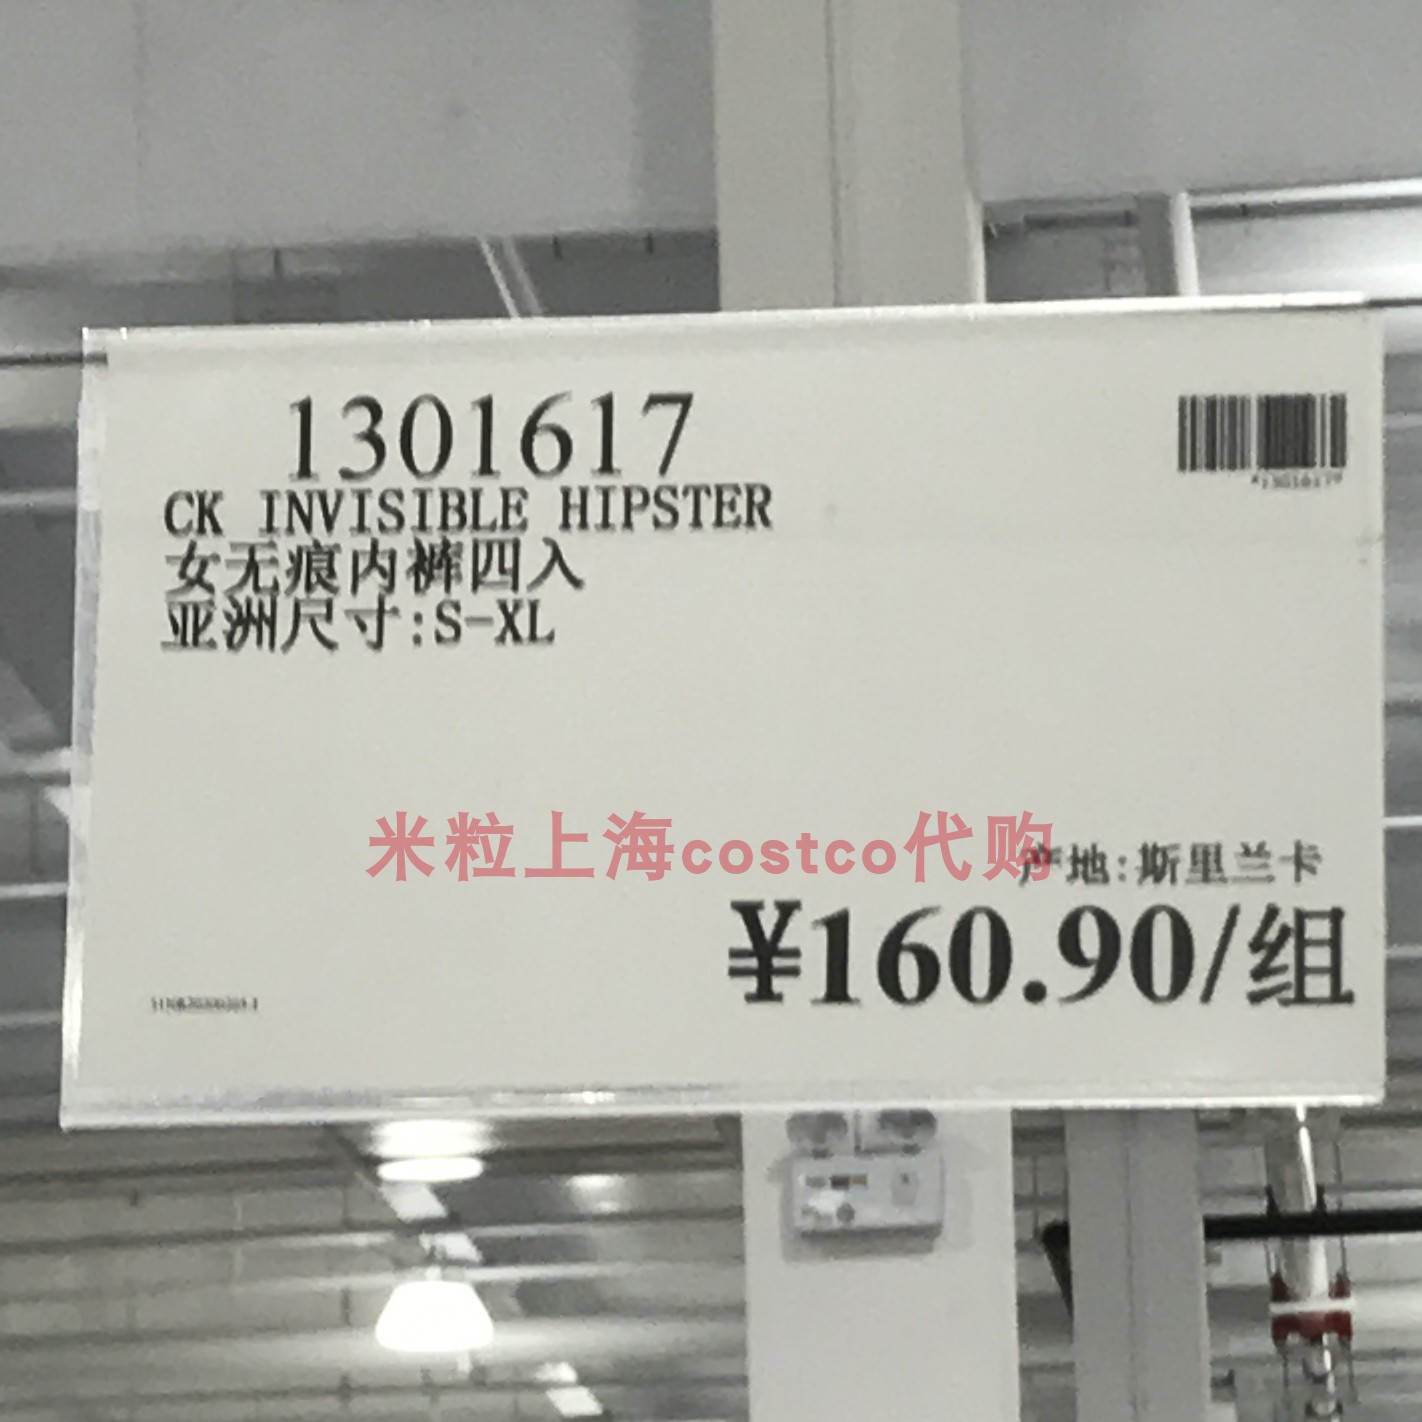 1301617
CK INVISIBLE HIPSTER
女无痕内裤四入
亚洲尺寸:S-XL
米粒上海costco代购
产地:斯里兰卡
¥160.90/组